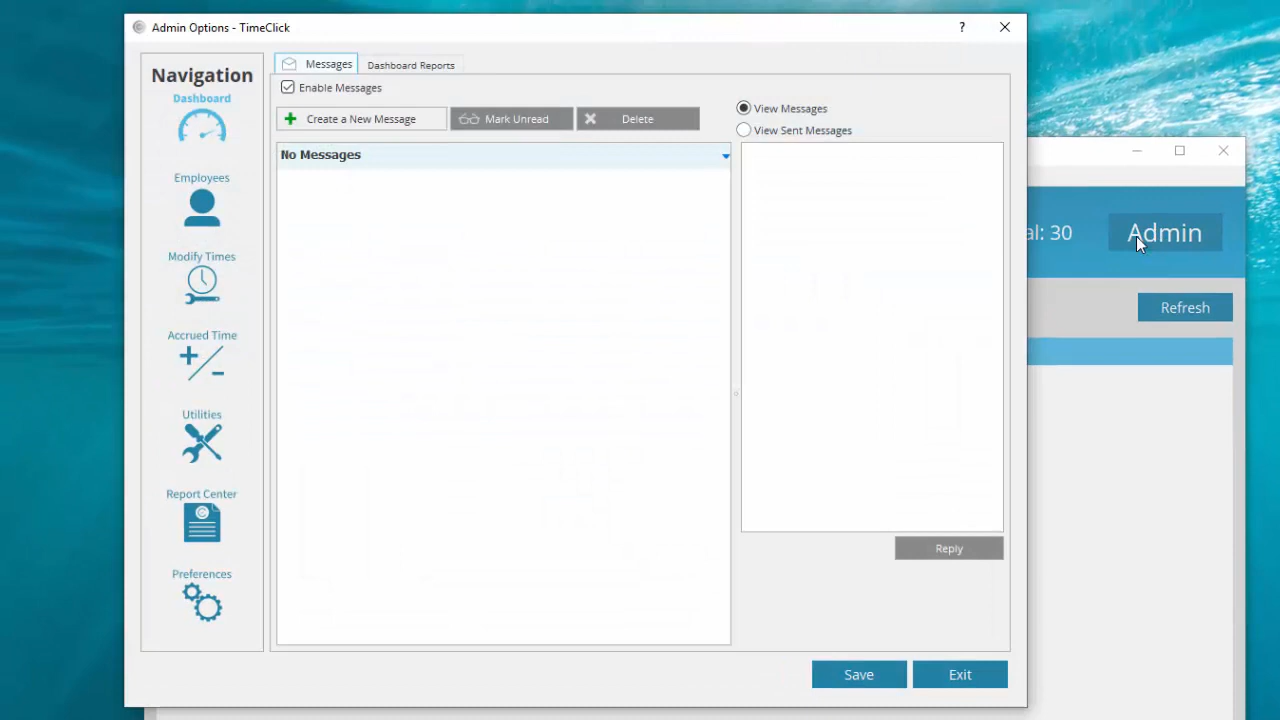 Admin Options - TimeClick
?
Navigation
Dashboard
Employees
Modify Times
Accrued Time
Utilities
Report Center
Preferences
Messages
Dashboard Reports
Enable Messages
Create a New Message
Mark Unread
Delete
View Messages
View Sent Messages
No Messages
Reply
Save
Exit
al: 30
Admin
Refresh